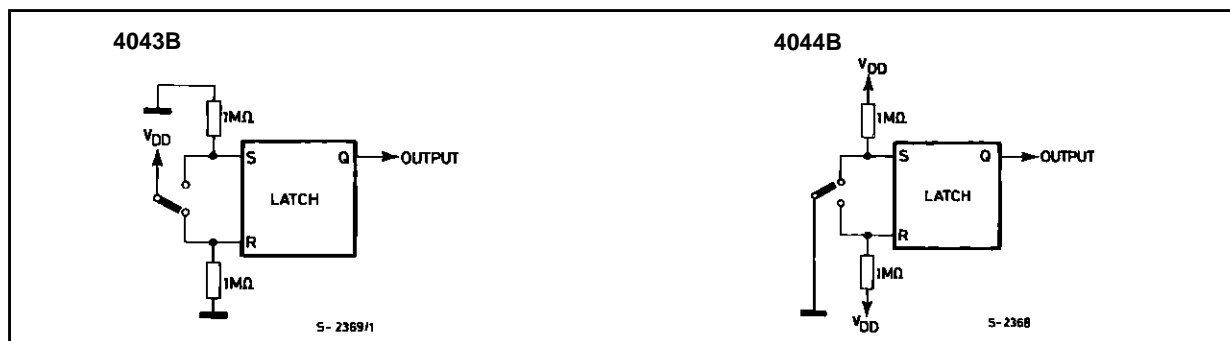 4043B
1MΩ
VDD
S
Q
OUTPUT
LATCH
R
1MΩ
S-2369/1
4044B
VDD
1MΩ
S
Q
OUTPUT
LATCH
R
1MΩ
VDD
S-2368